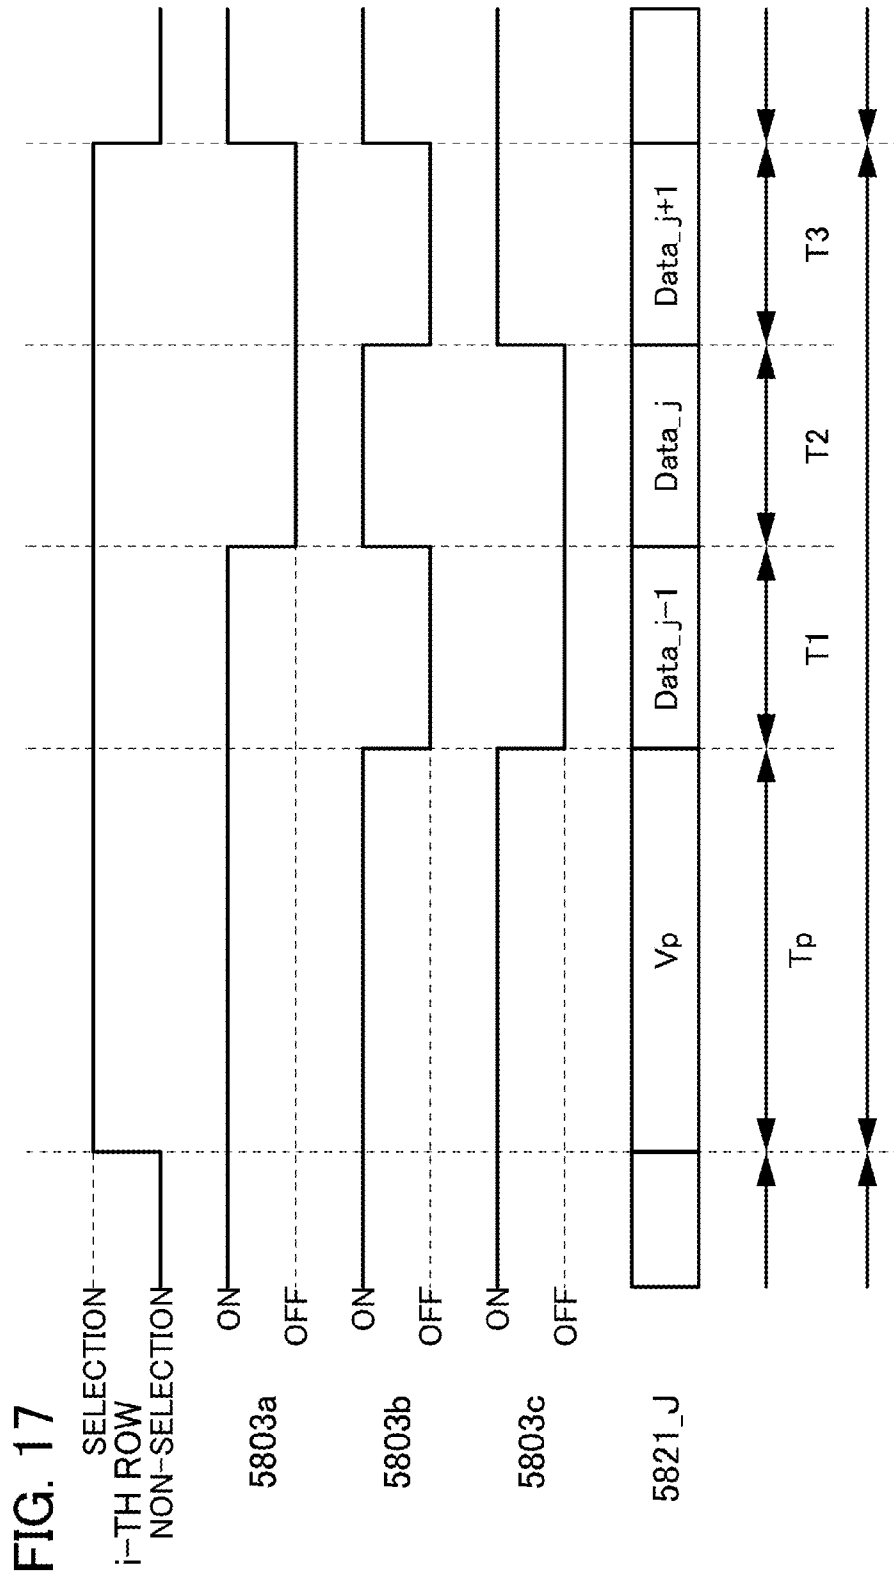 FIG. 17
SELECTION
i-TH ROW
NON-SELECTION
ON
5803a
OFF
ON
5803b
OFF
ON
5803c
OFF
5821_J
Vp
Data_j-1
Data_j
Data_j+1
Tp
T1
T2
T3